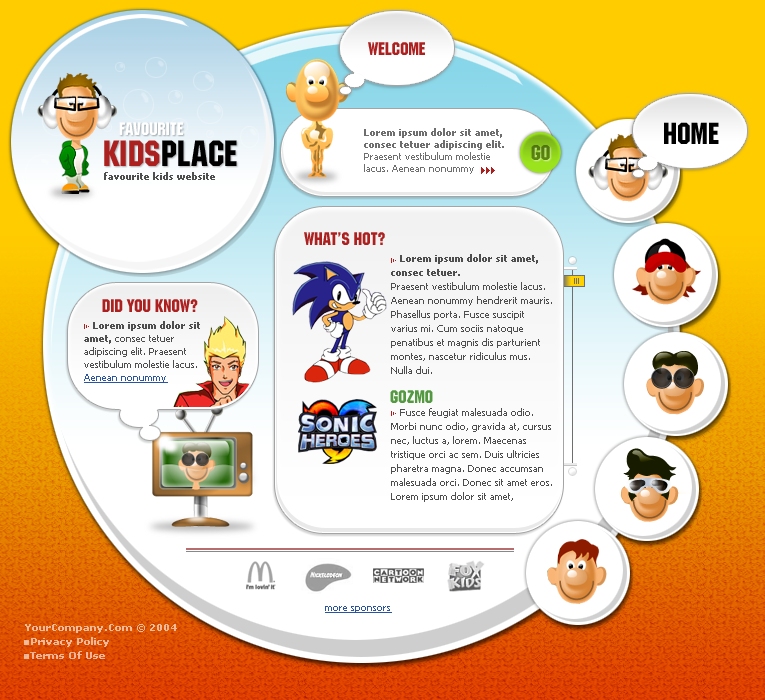 WELCOME
HOME
FAVOURITE
KIDSPLACE
favourite kids website
Lorem ipsum dolor sit amet,
consec tetuer adipiscing elit.
Praesent vestibulum molestie
lacus. Aenean nonummy
GO
WHAT'S HOT?
Lorem ipsum dolor sit amet,
consec tetuer.
Praesent vestibulum molestie lacus.
Aenean nonummy hendrerit mauris.
Phasellus porta. Fusce suscipit
varius mi. Cum sociis natoque
penatibus et magnis dis parturient
montes, nascetur ridiculus mus.
Nulla dui.
SONIC
HEROES
GOZMO
Fusce feugiat malesuada odio.
Morbi nunc odio, gravida at, cursus
nec, luctus a, lorem. Maecenas
tristique orci ac sem. Duis ultricies
pharetra magna. Donec accumsan
malesuada orci. Donec sit amet eros.
Lorem ipsum dolor sit amet,
DID YOU KNOW?
Lorem ipsum dolor sit
amet, consec tetuer
adipiscing elit. Praesent
vestibulum molestie lacus.
Aenean nonummy
i'm lovin' it
NICKELODEON
CARTOON
NETWORK
FOX
KIDS
more sponsors
YourCompany.Com © 2004
Privacy Policy
Terms Of Use